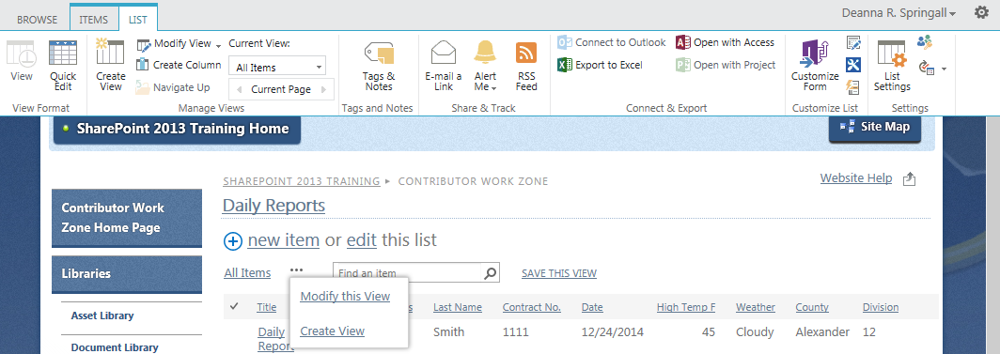 Deanna R. Springall
BROWSE ITEMS LIST
View
Quick Edit
View Format
Create View
Modify View
Create Column
Navigate Up
Current View:
All Items
Current Page
Manage Views
Tags & Notes
Tags and Notes
E-mail a Link
Alert Me
RSS Feed
Share & Track
Connect to Outlook
Export to Excel
Open with Access
Open with Project
Connect & Export
Customize Form
Customize List
List Settings
Settings
SharePoint 2013 Training Home
Site Map
SHAREPOINT 2013 TRAINING ▸ CONTRIBUTOR WORK ZONE
Website Help
Contributor Work
Zone Home Page
Libraries
Asset Library
Document Library
Daily Reports
new item or edit this list
All Items ••• Find an item SAVE THIS VIEW
Modify this View
Create View
Title Last Name Contract No. Date High Temp F Weather County Division
Daily Smith 1111 12/24/2014 45 Cloudy Alexander 12
Report